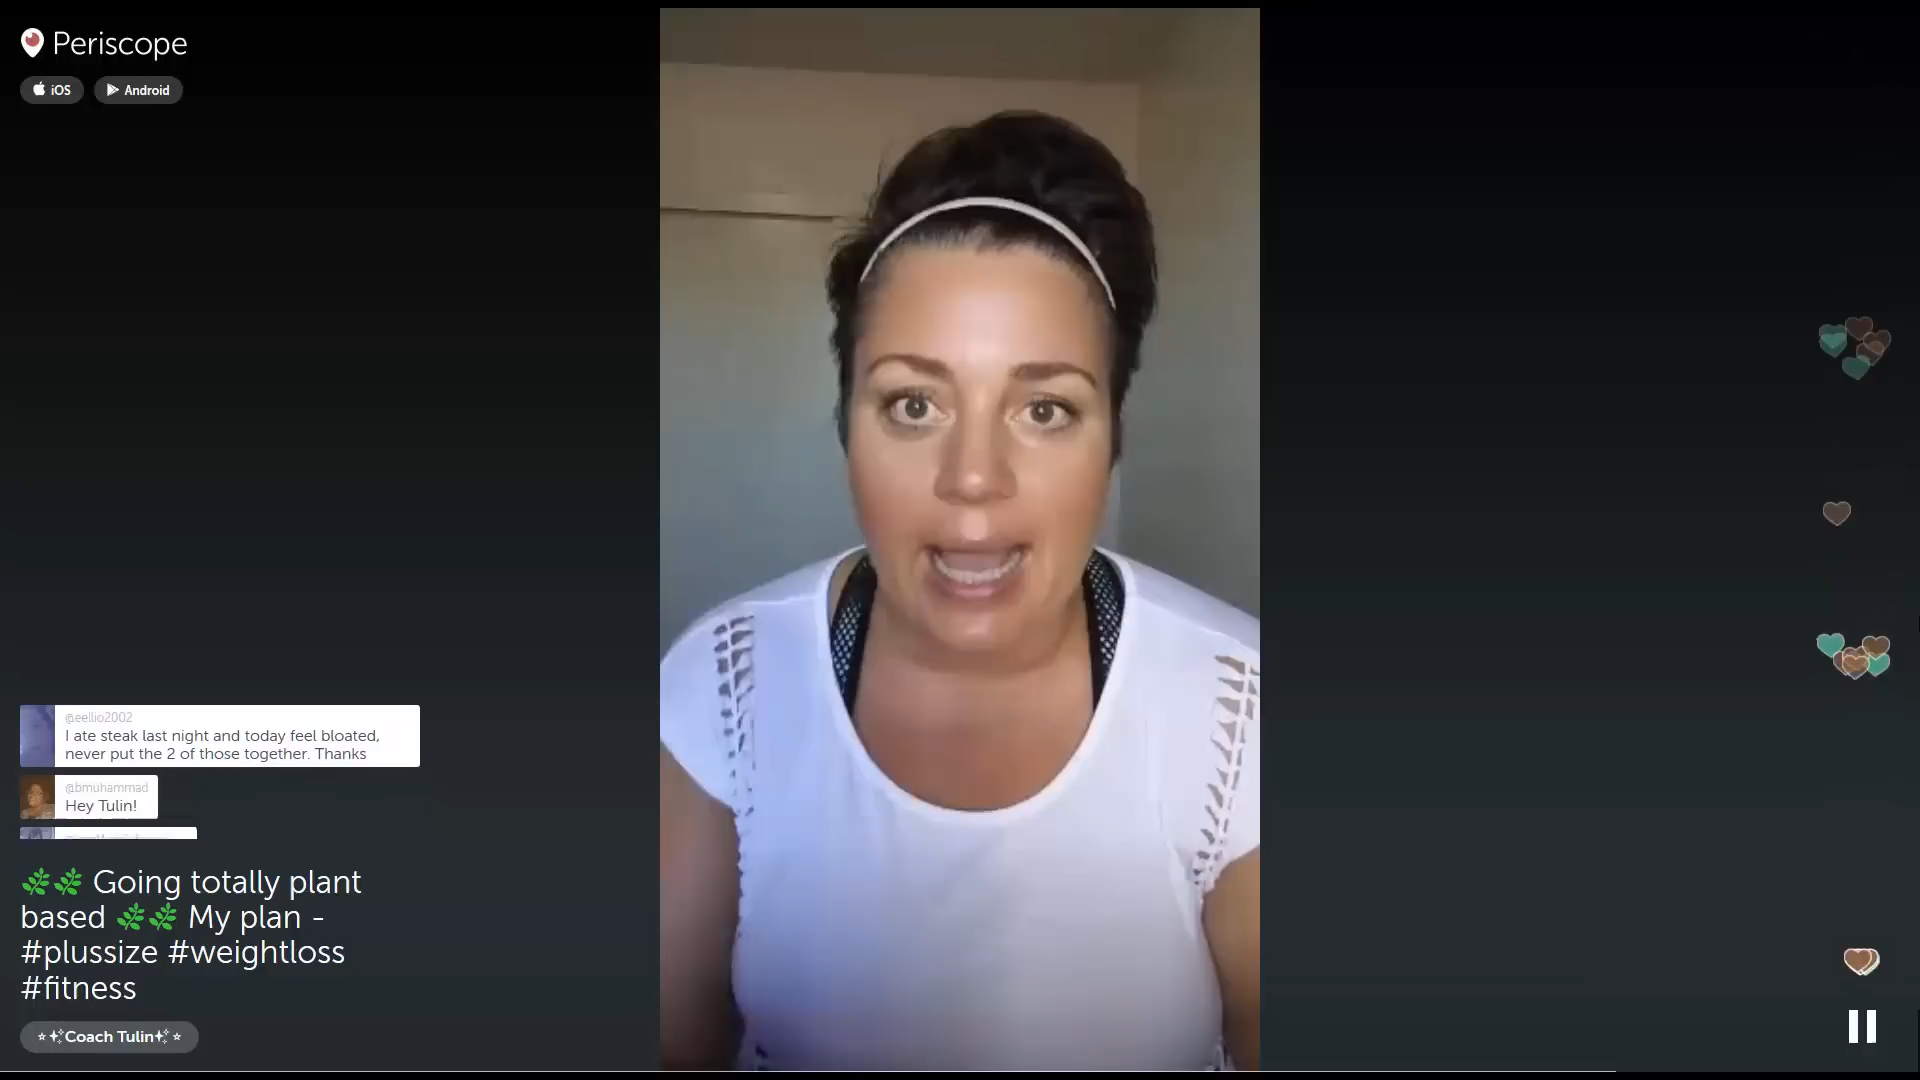 Periscope
iOS
Android
@eellio2002
I ate steak last night and today feel bloated,
never put the 2 of those together. Thanks
@bmuhammad
Hey Tulin!
🌿🌿 Going totally plant
based 🌿🌿 My plan -
#plussize #weightloss
#fitness
⭐✨Coach Tulin✨⭐